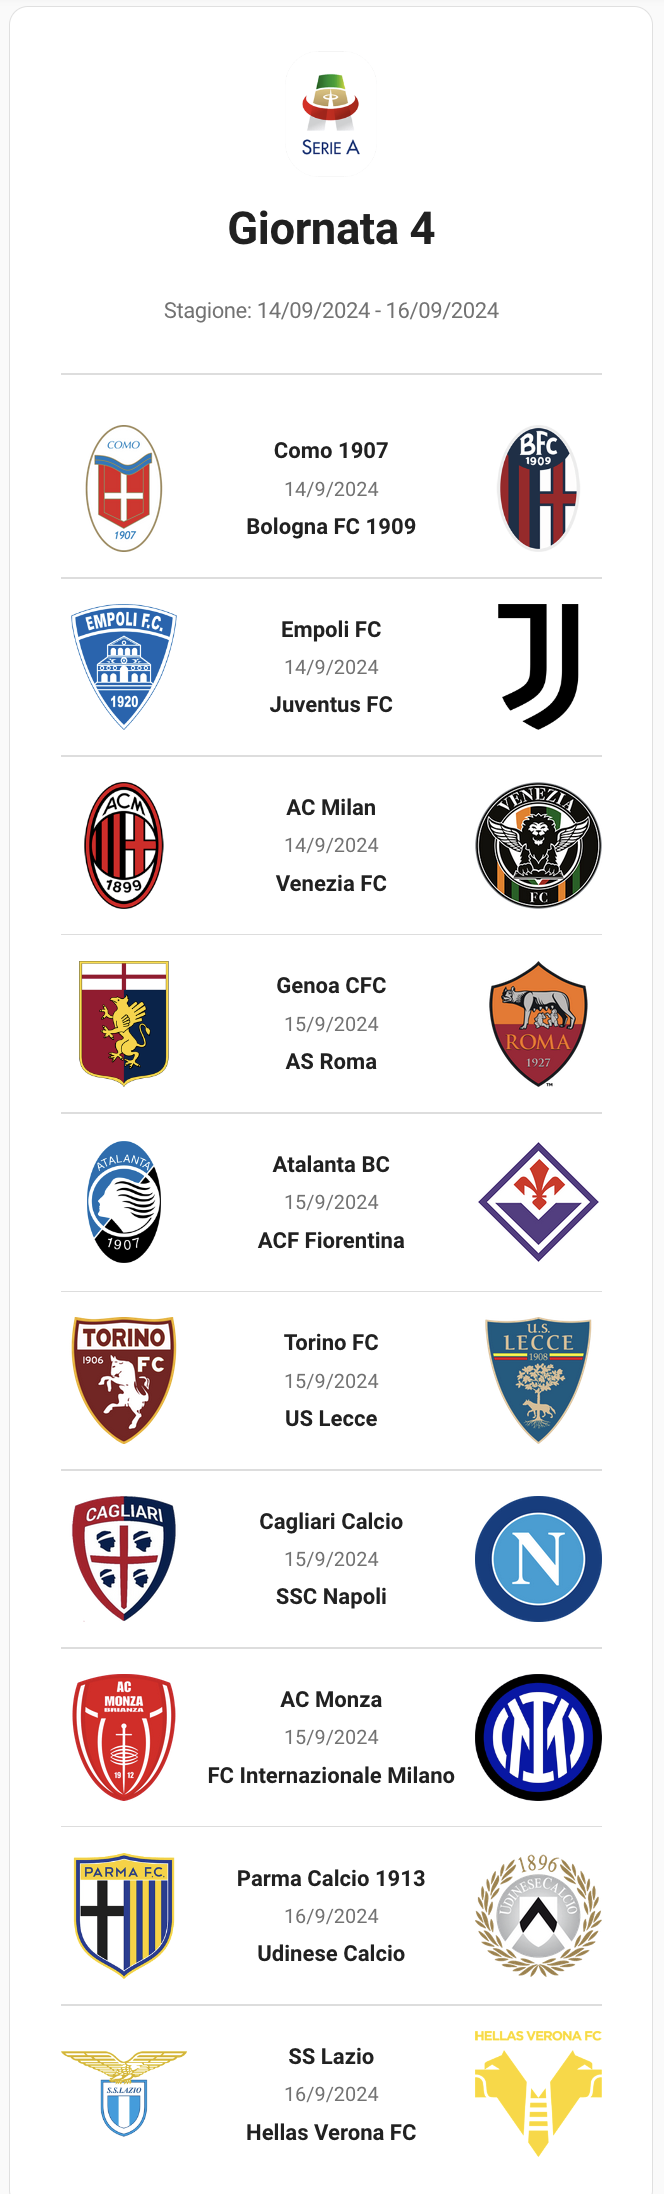 SERIE A
Giornata 4
Stagione: 14/09/2024 - 16/09/2024
COMO
1907
Como 1907
14/9/2024
Bologna FC 1909
BFC
1909
EMPOLI F.C.
1920
Empoli FC
14/9/2024
Juventus FC
ACM
1899
AC Milan
14/9/2024
Venezia FC
VENEZIA
FC
Genoa CFC
15/9/2024
AS Roma
ROMA
1927
TM
ATALANTA
1907
Atalanta BC
15/9/2024
ACF Fiorentina
TORINO
1906 FC
Torino FC
15/9/2024
US Lecce
U.S.
LECCE
1908
CAGLIARI
Cagliari Calcio
15/9/2024
SSC Napoli
N
AC
MONZA
BRIANZA
19 12
AC Monza
15/9/2024
FC Internazionale Milano
PARMA F.C.
Parma Calcio 1913
16/9/2024
Udinese Calcio
1896
UDINESE CALCIO
S.S.LAZIO
SS Lazio
16/9/2024
Hellas Verona FC
HELLAS VERONA FC